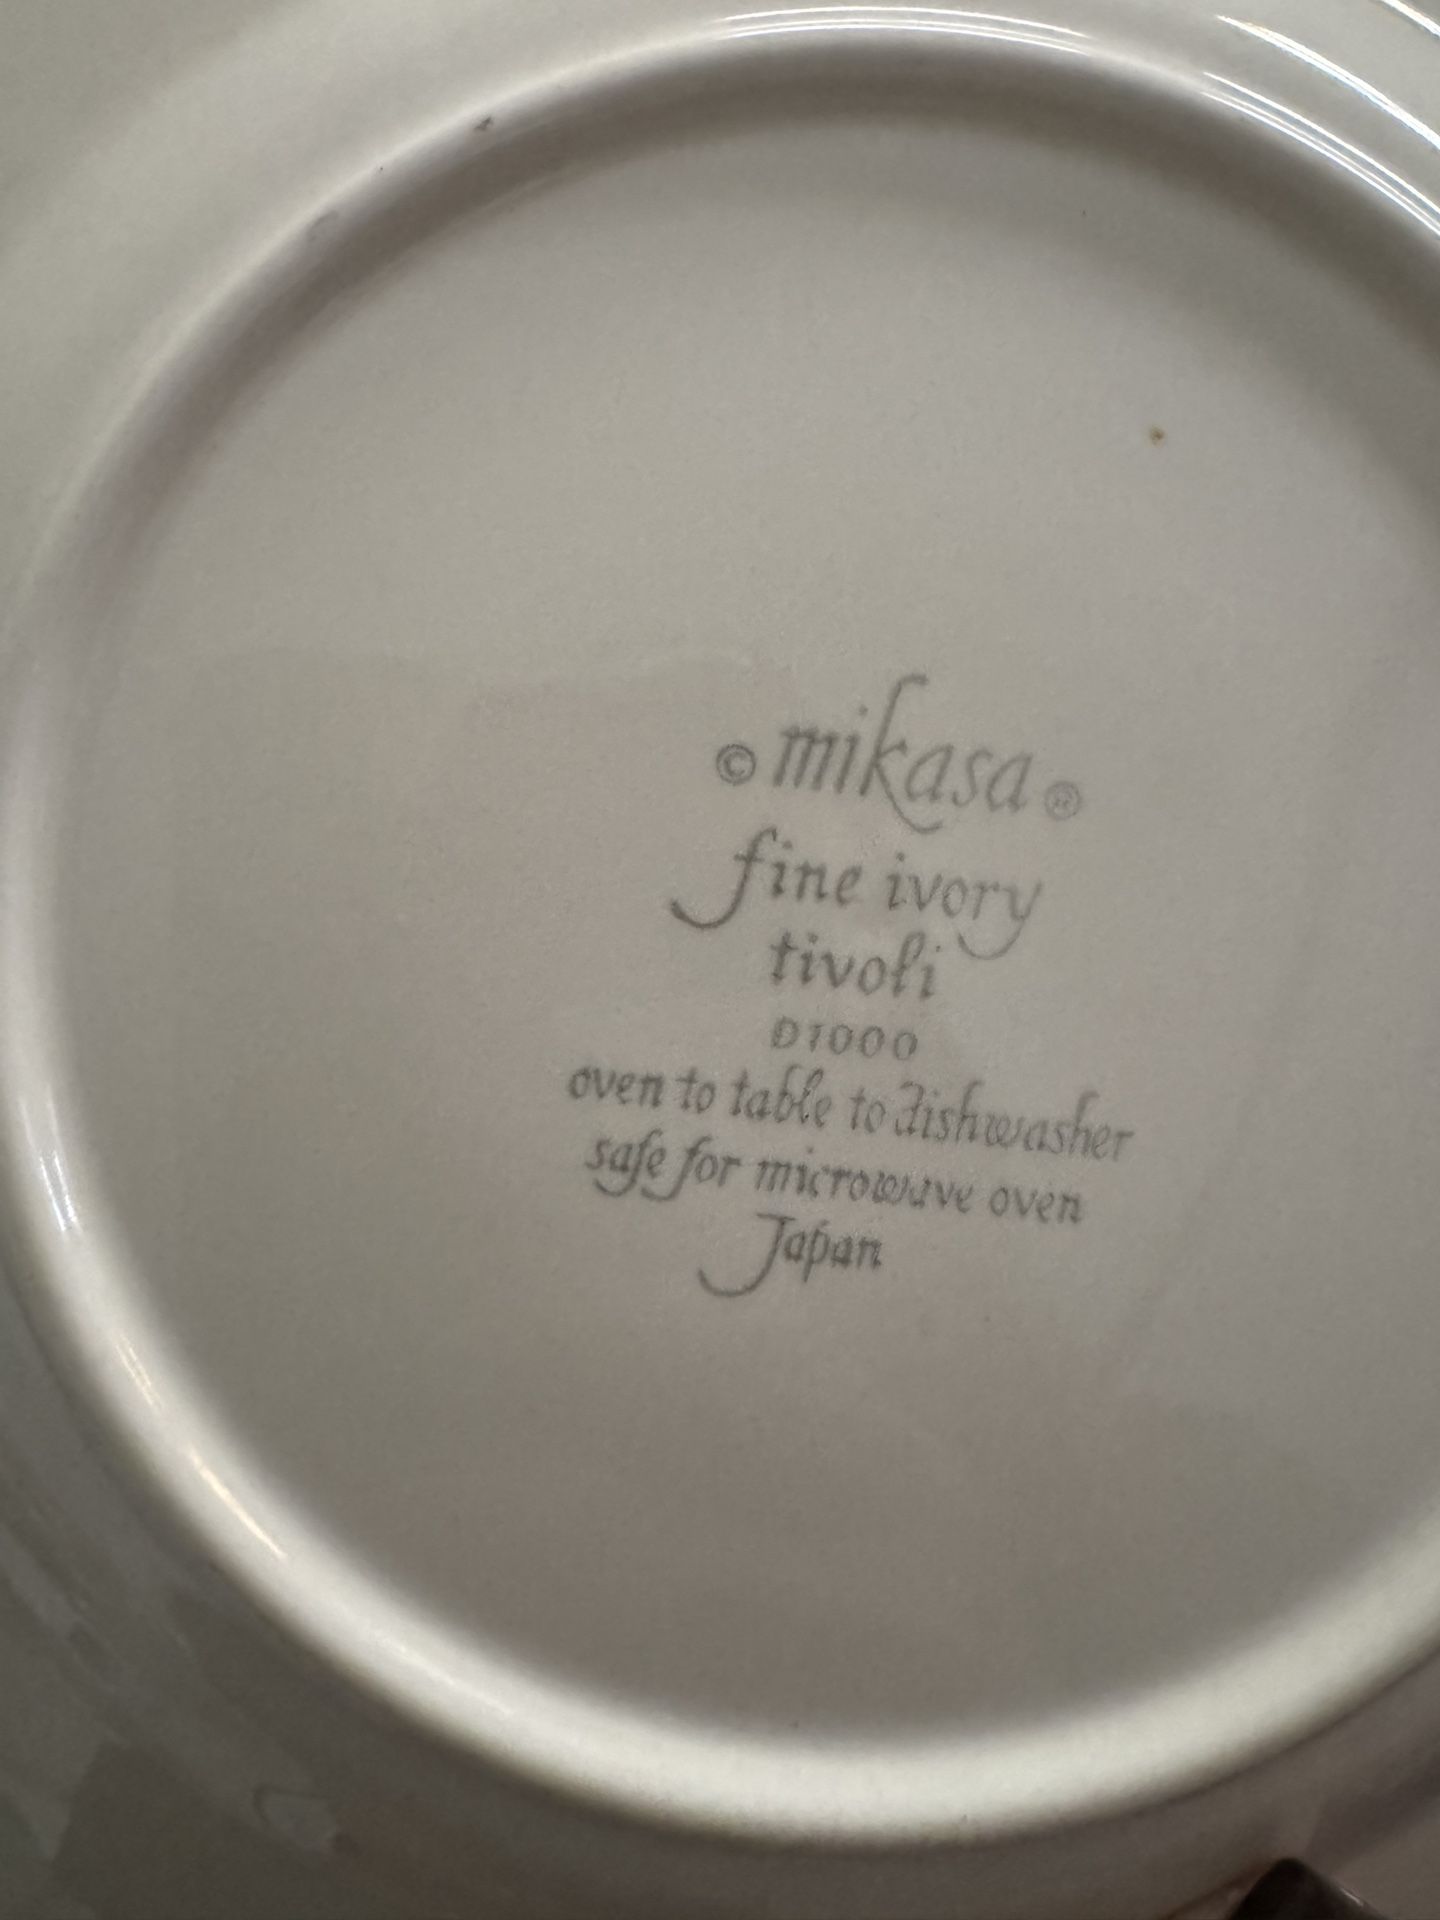 © mikasa ®
fine ivory
tivoli
D1000
oven to table to dishwasher
safe for microwave oven
Japan